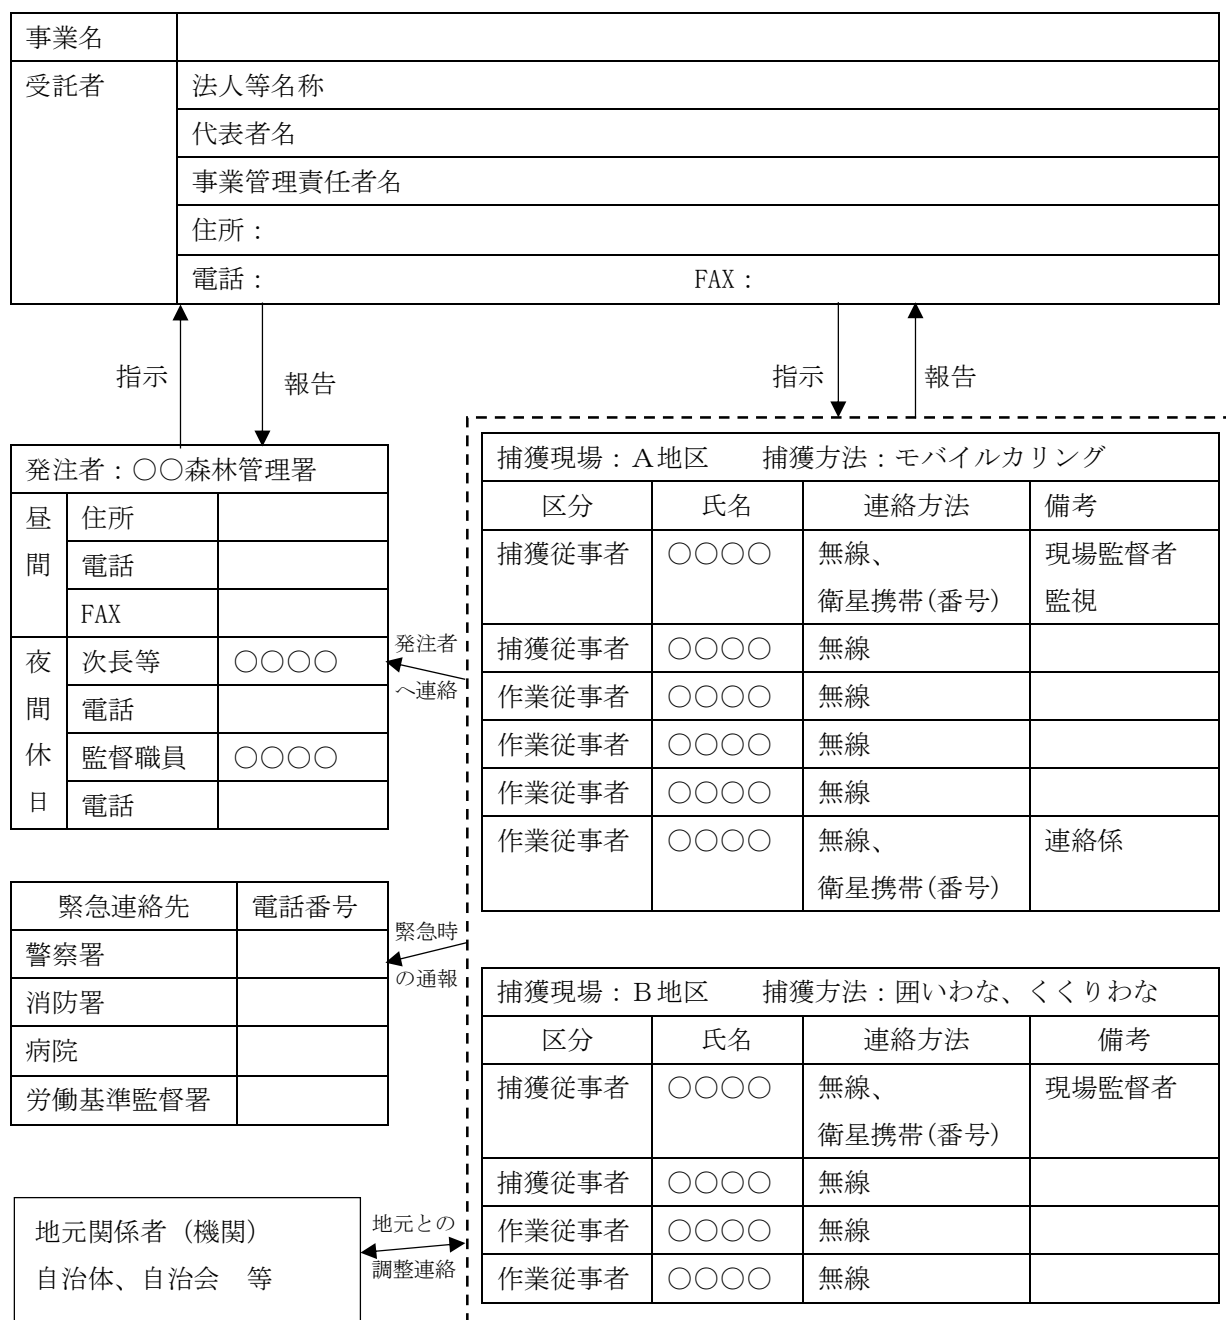 事業名
受託者 法人等名称
代表者名
事業管理責任者名
住所：
電話： FAX：
指示 報告
指示 報告
発注者：○○森林管理署
昼間 住所
電話
FAX
夜間休日 次長等 ○○○○
電話
監督職員 ○○○○
電話
発注者
へ連絡
緊急連絡先 電話番号
警察署
消防署
病院
労働基準監督署
緊急時
の通報
地元関係者（機関）
自治体、自治会　等
地元との
調整連絡
捕獲現場：Ａ地区　　捕獲方法：モバイルカリング
区分 氏名 連絡方法 備考
捕獲従事者 ○○○○ 無線、 現場監督者
衛星携帯(番号) 監視
捕獲従事者 ○○○○ 無線
作業従事者 ○○○○ 無線
作業従事者 ○○○○ 無線
作業従事者 ○○○○ 無線
作業従事者 ○○○○ 無線、 連絡係
衛星携帯(番号)
捕獲現場：Ｂ地区　　捕獲方法：囲いわな、くくりわな
区分 氏名 連絡方法 備考
捕獲従事者 ○○○○ 無線、 現場監督者
衛星携帯(番号)
捕獲従事者 ○○○○ 無線
作業従事者 ○○○○ 無線
作業従事者 ○○○○ 無線